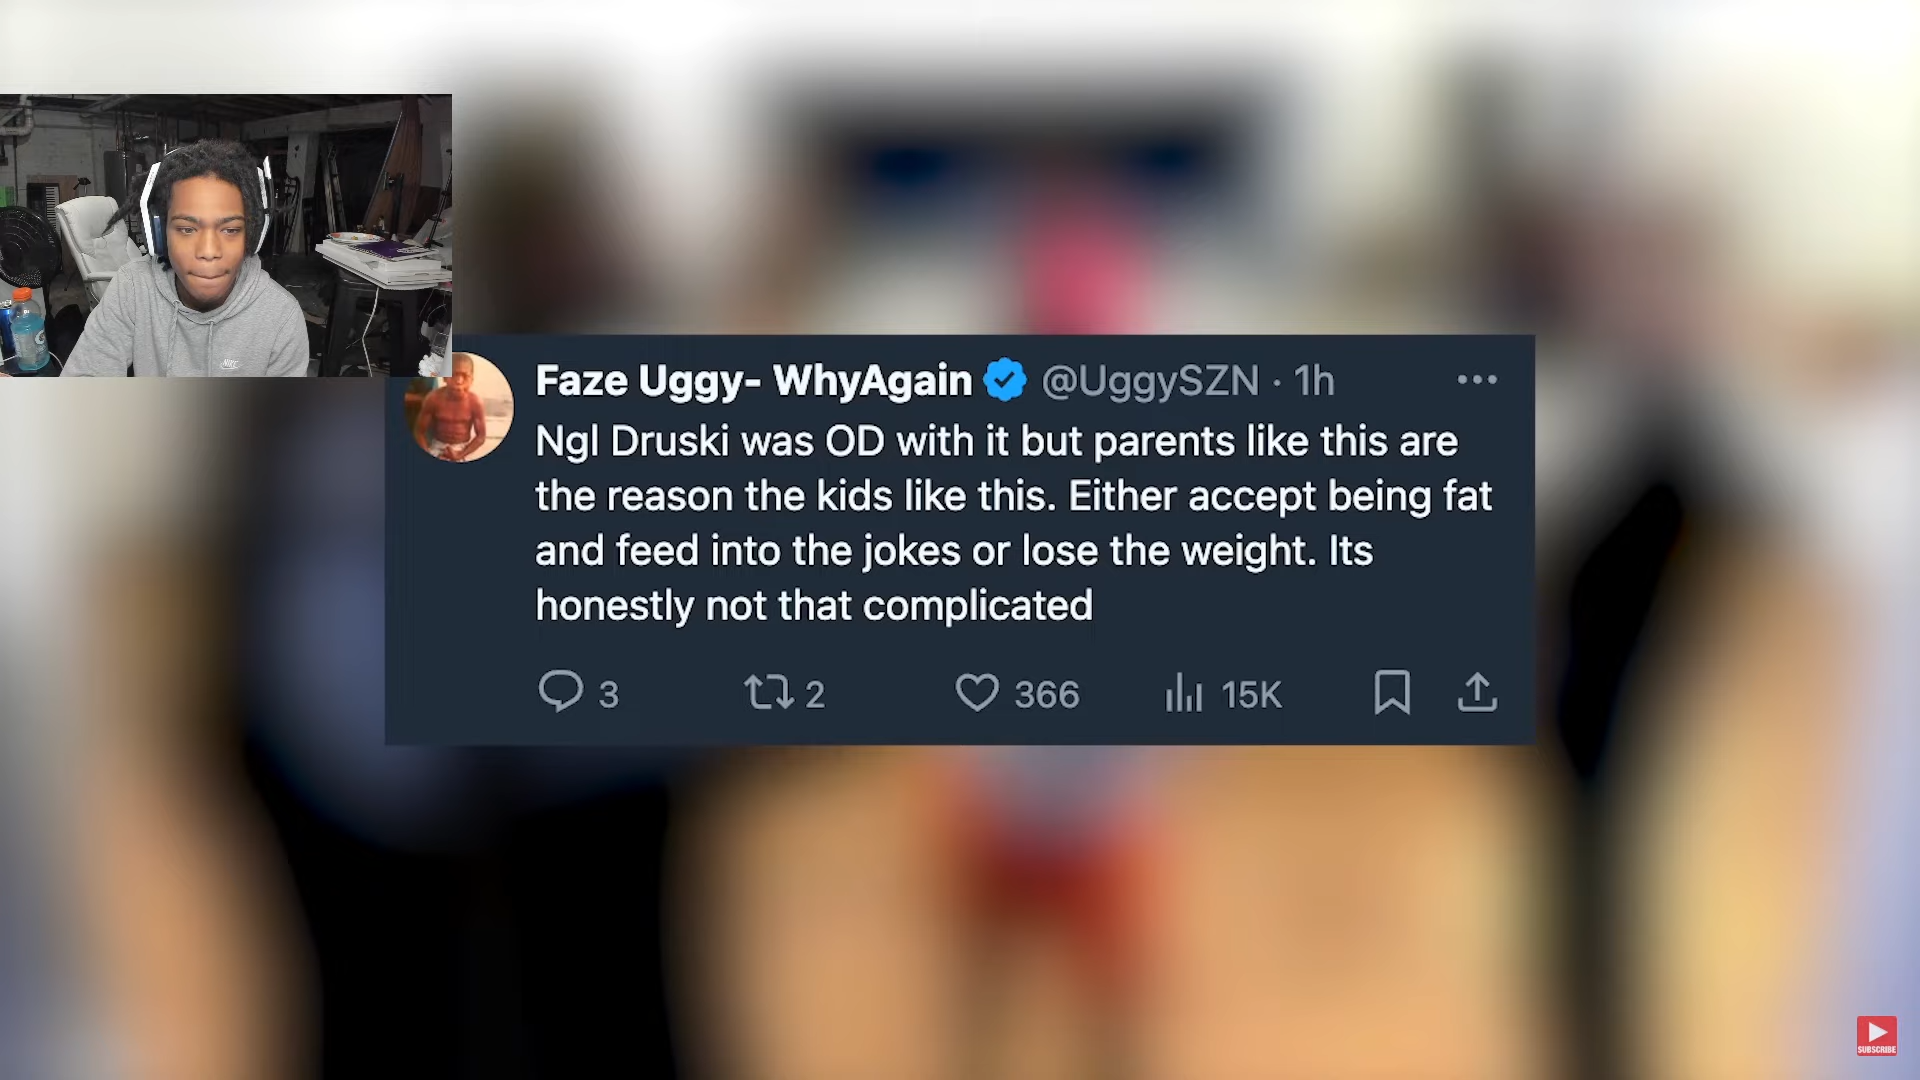 Faze Uggy- WhyAgain @UggySZN · 1h
Ngl Druski was OD with it but parents like this are
the reason the kids like this. Either accept being fat
and feed into the jokes or lose the weight. Its
honestly not that complicated
3 2 366 15K
NIKE
SUBSCRIBE